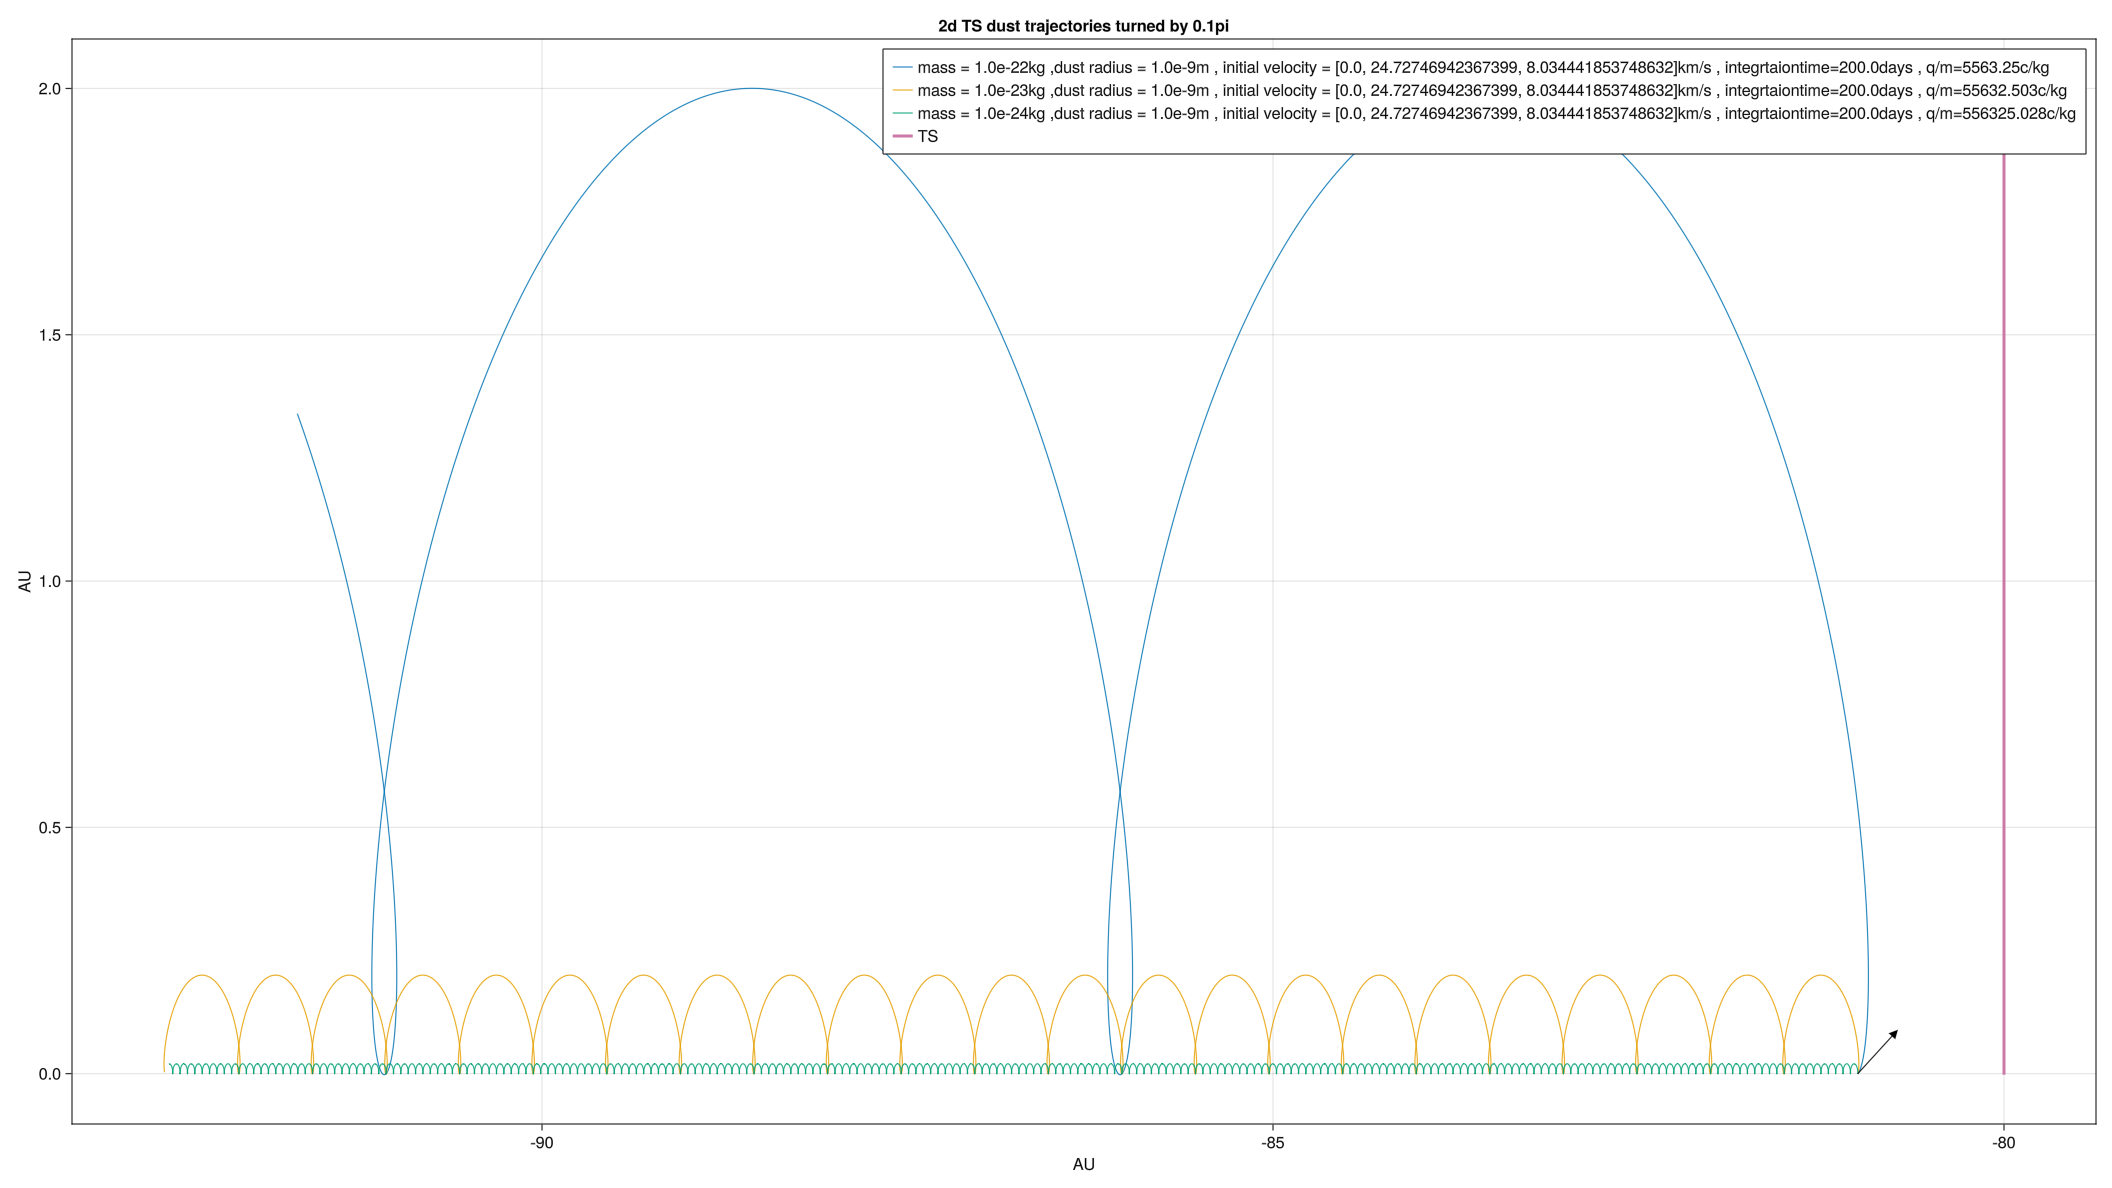 2d TS dust trajectories turned by 0.1pi
mass = 1.0e-22kg ,dust radius = 1.0e-9m , initial velocity = [0.0, 24.72746942367399, 8.034441853748632]km/s , integrtaiontime=200.0days , q/m=5563.25c/kg
mass = 1.0e-23kg ,dust radius = 1.0e-9m , initial velocity = [0.0, 24.72746942367399, 8.034441853748632]km/s , integrtaiontime=200.0days , q/m=55632.503c/kg
mass = 1.0e-24kg ,dust radius = 1.0e-9m , initial velocity = [0.0, 24.72746942367399, 8.034441853748632]km/s , integrtaiontime=200.0days , q/m=556325.028c/kg
TS
2.0
1.5
1.0
0.5
0.0
AU
-90
-85
-80
AU